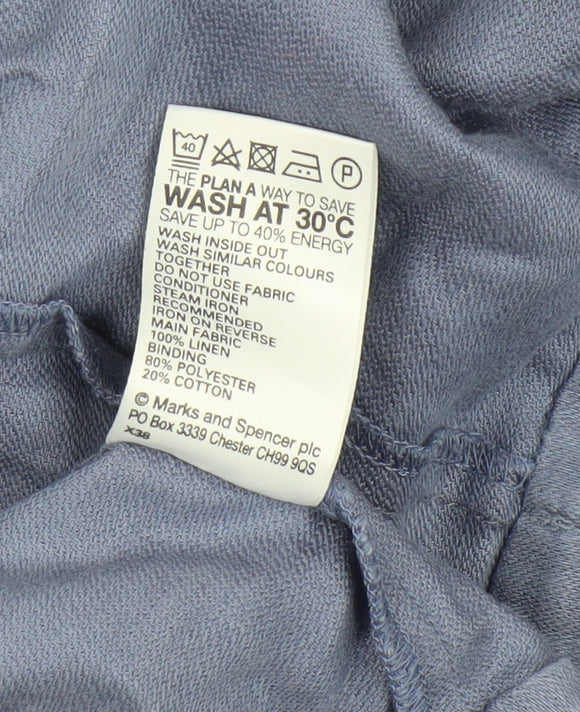 40 P
THE PLAN A WAY TO SAVE
WASH AT 30°C
SAVE UP TO 40% ENERGY
WASH INSIDE OUT
WASH SIMILAR COLOURS
TOGETHER
DO NOT USE FABRIC
CONDITIONER
STEAM IRON
RECOMMENDED
IRON ON REVERSE
MAIN FABRIC
100% LINEN
BINDING
80% POLYESTER
20% COTTON
© Marks and Spencer plc
PO Box 3339 Chester CH99 9QS
X38